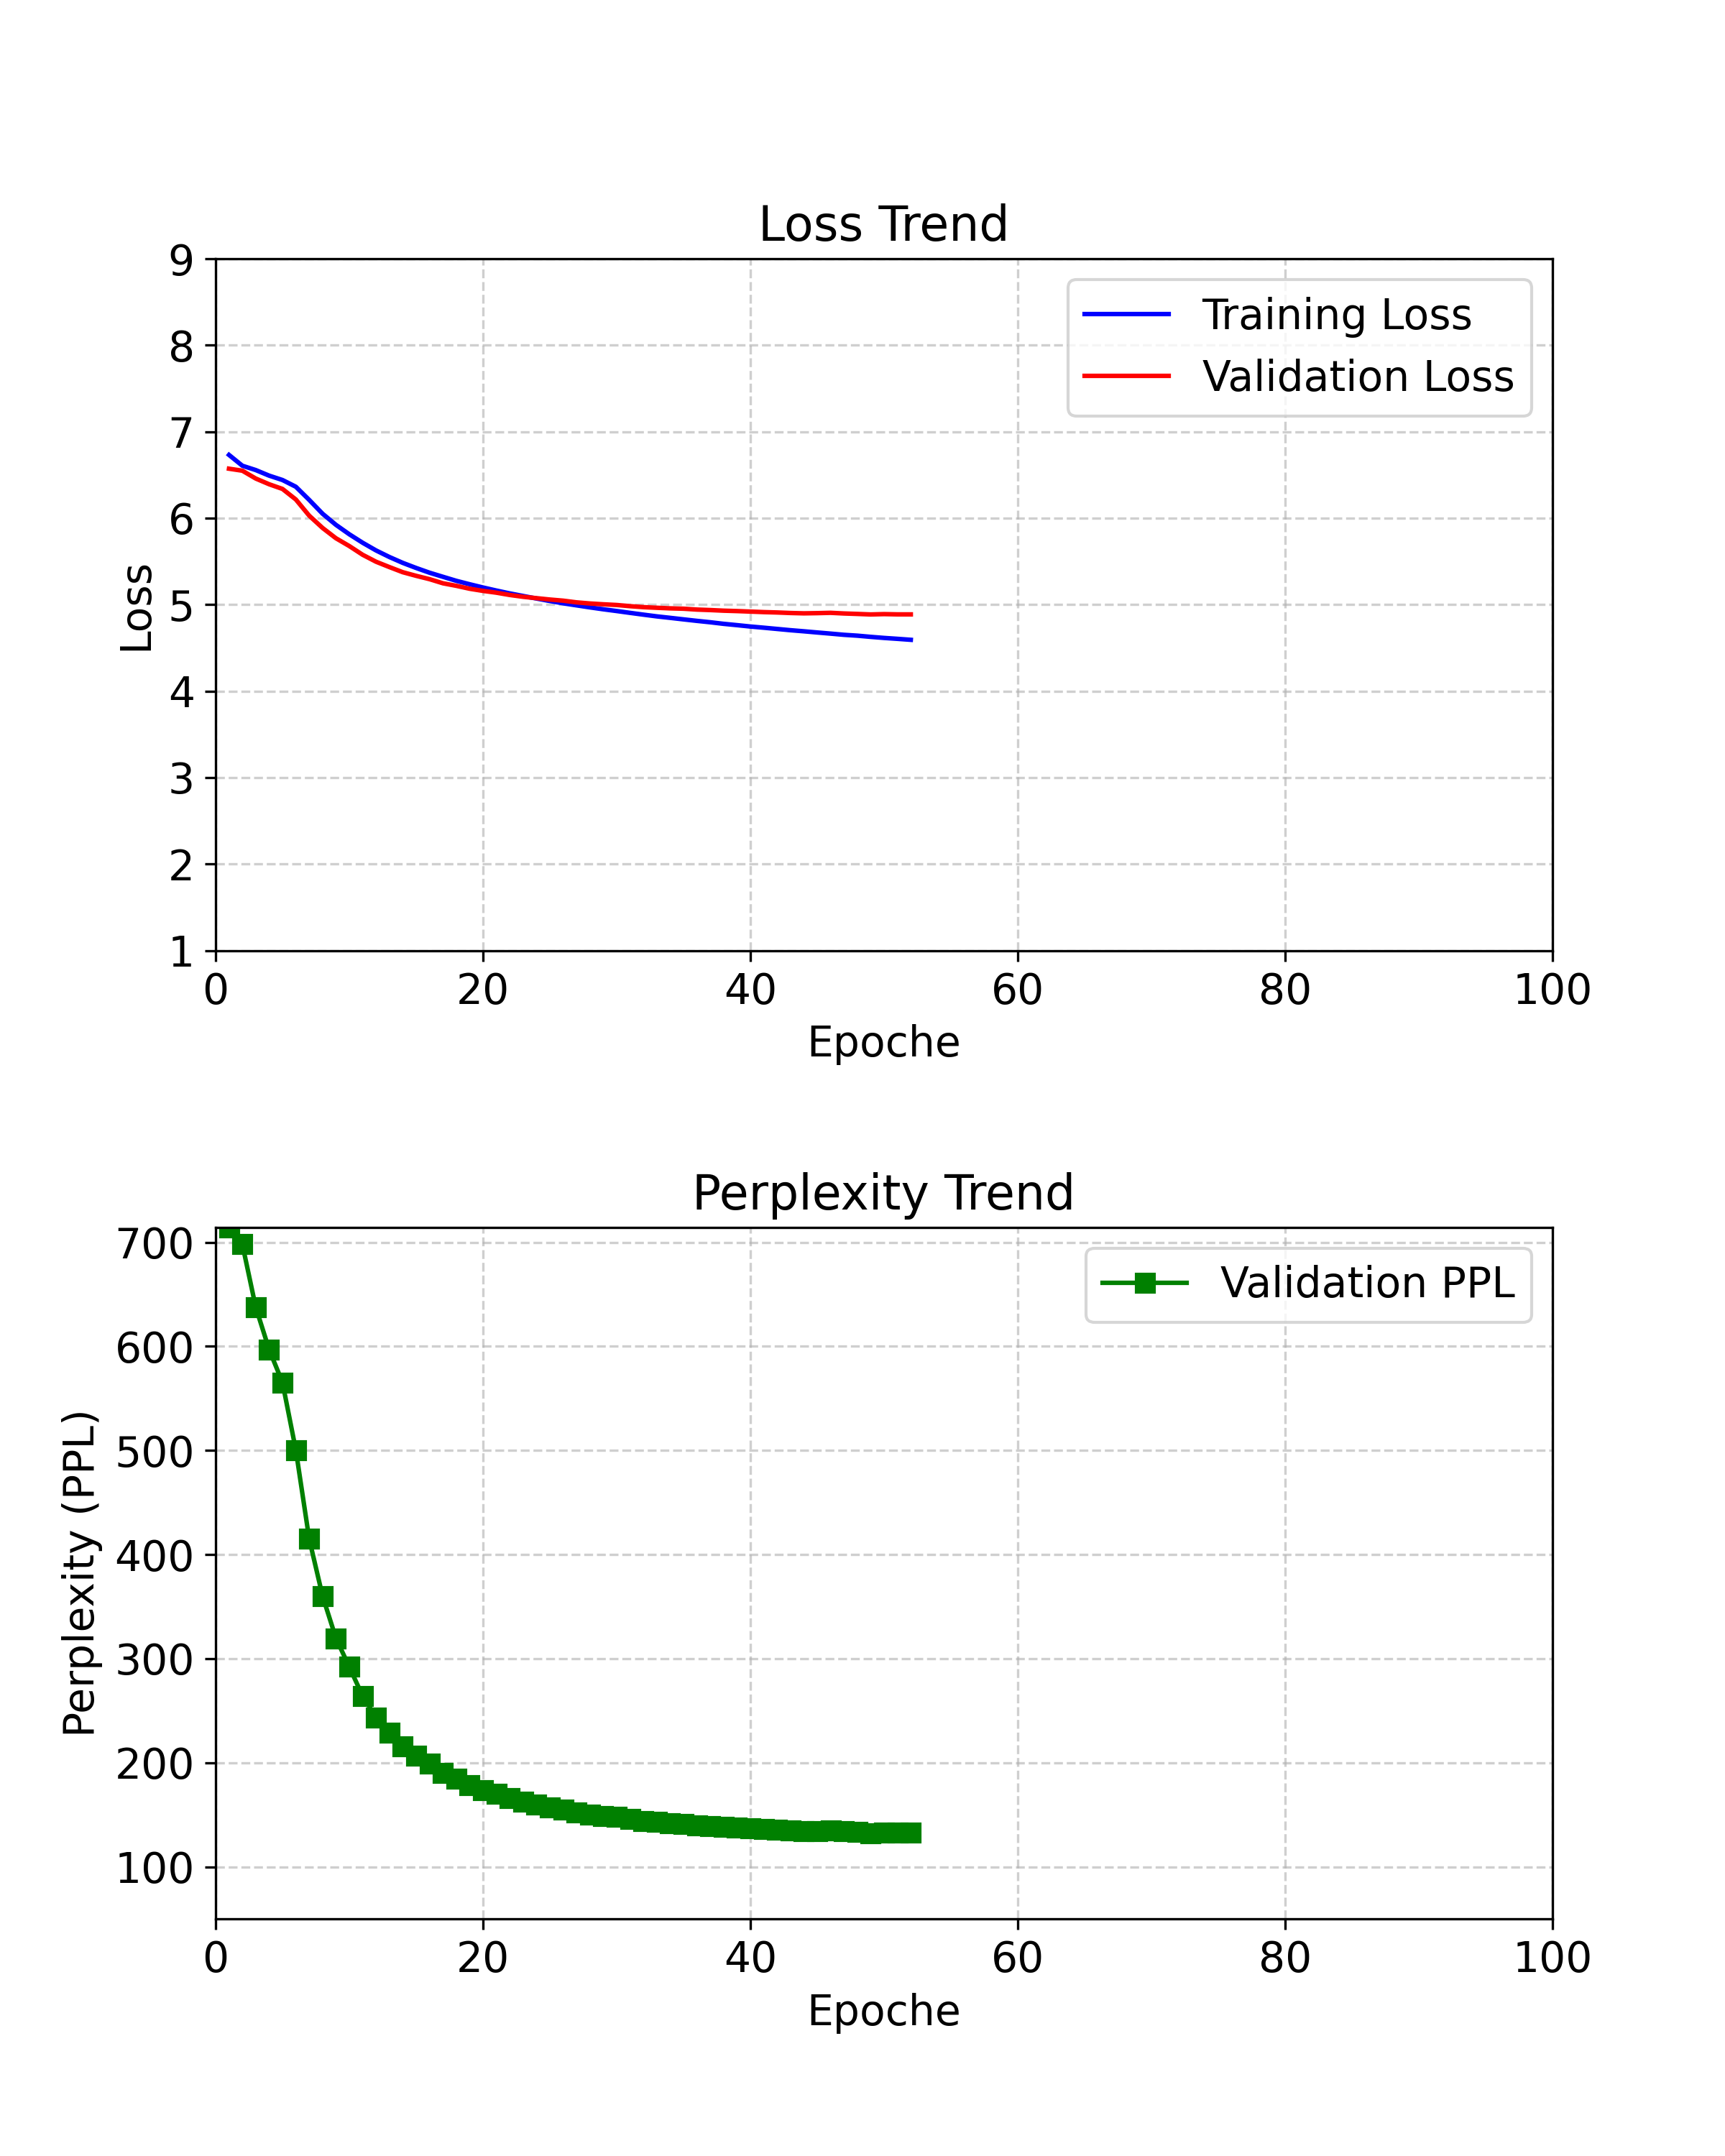 Loss Trend
9
8
7
6
5
4
3
2
1
Loss
Training Loss
Validation Loss
0 20 40 60 80 100
Epoche
Perplexity Trend
700
600
500
400
300
200
100
Perplexity (PPL)
Validation PPL
0 20 40 60 80 100
Epoche